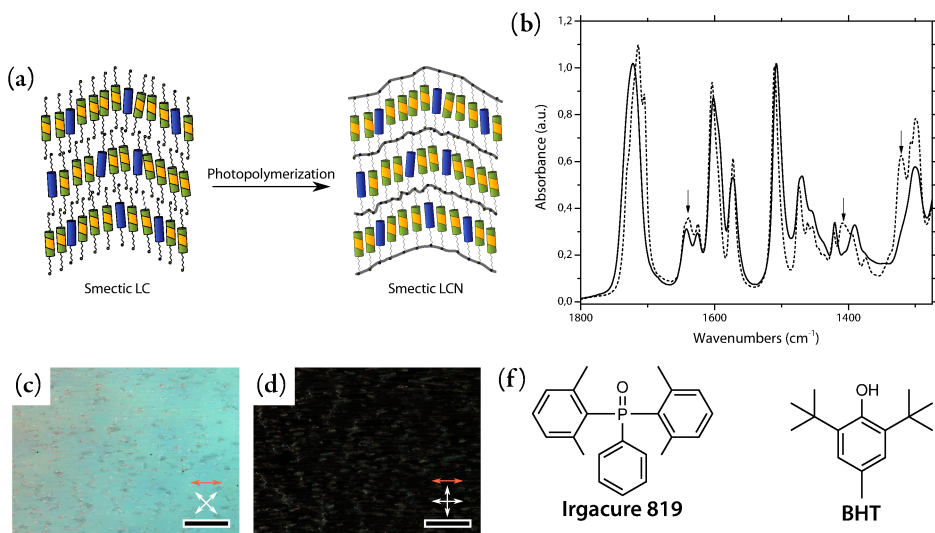 (a)
Photopolymerization
Smectic LC
Smectic LCN
(b)
Absorbance (a.u.)
1,2
1,0
0,8
0,6
0,4
0,2
0,0
1800
1600
1400
Wavenumbers (cm⁻¹)
(c)
(d)
(f)
O
P
Irgacure 819
OH
BHT